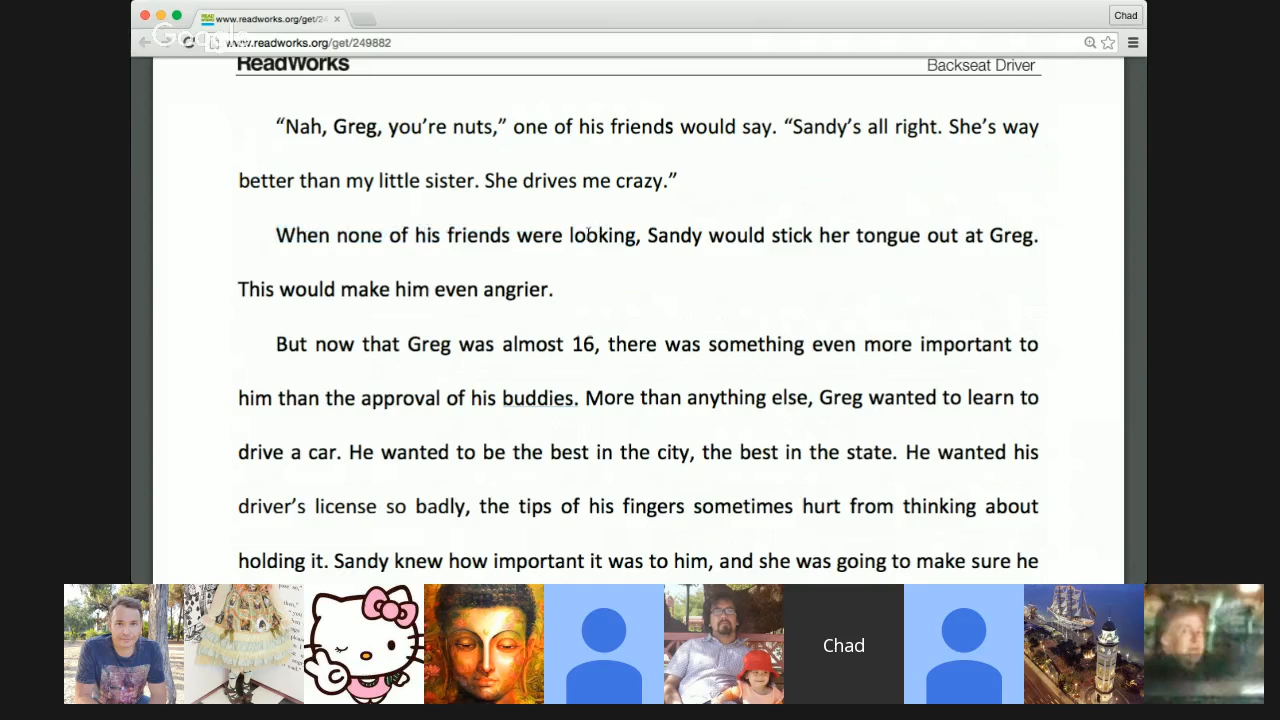 www.readworks.org/get/24
Chad
Google
www.readworks.org/get/249882
ReadWorks
Backseat Driver
“Nah, Greg, you’re nuts,” one of his friends would say. “Sandy’s all right. She’s way
better than my little sister. She drives me crazy.”
When none of his friends were looking, Sandy would stick her tongue out at Greg.
This would make him even angrier.
But now that Greg was almost 16, there was something even more important to
him than the approval of his buddies. More than anything else, Greg wanted to learn to
drive a car. He wanted to be the best in the city, the best in the state. He wanted his
driver’s license so badly, the tips of his fingers sometimes hurt from thinking about
holding it. Sandy knew how important it was to him, and she was going to make sure he
Chad